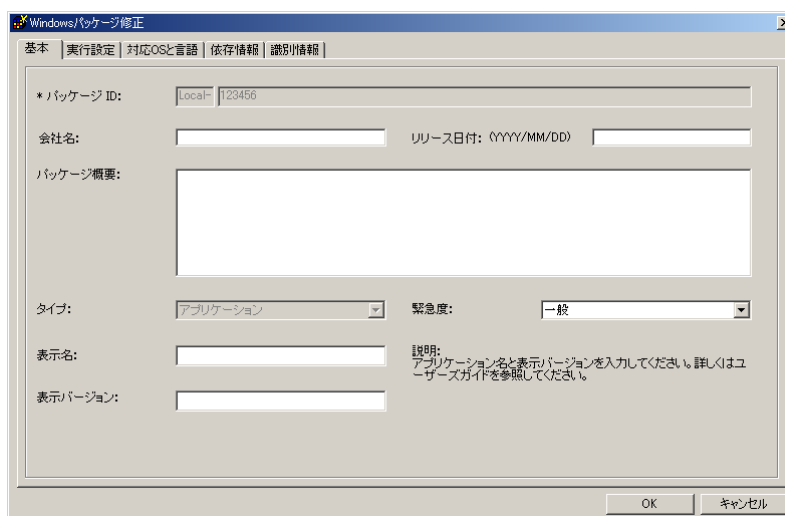 Windowsパッケージ修正
基本 実行設定 対応OSと言語 依存情報 識別情報
* パッケージ ID: Local- 123456
会社名: リリース日付: (YYYY/MM/DD)
パッケージ概要:
タイプ: アプリケーション 緊急度: 一般
表示名: 説明:
アプリケーション名と表示バージョンを入力してください。詳しくはユ
ーザーズガイドを参照してください。
表示バージョン:
OK キャンセル